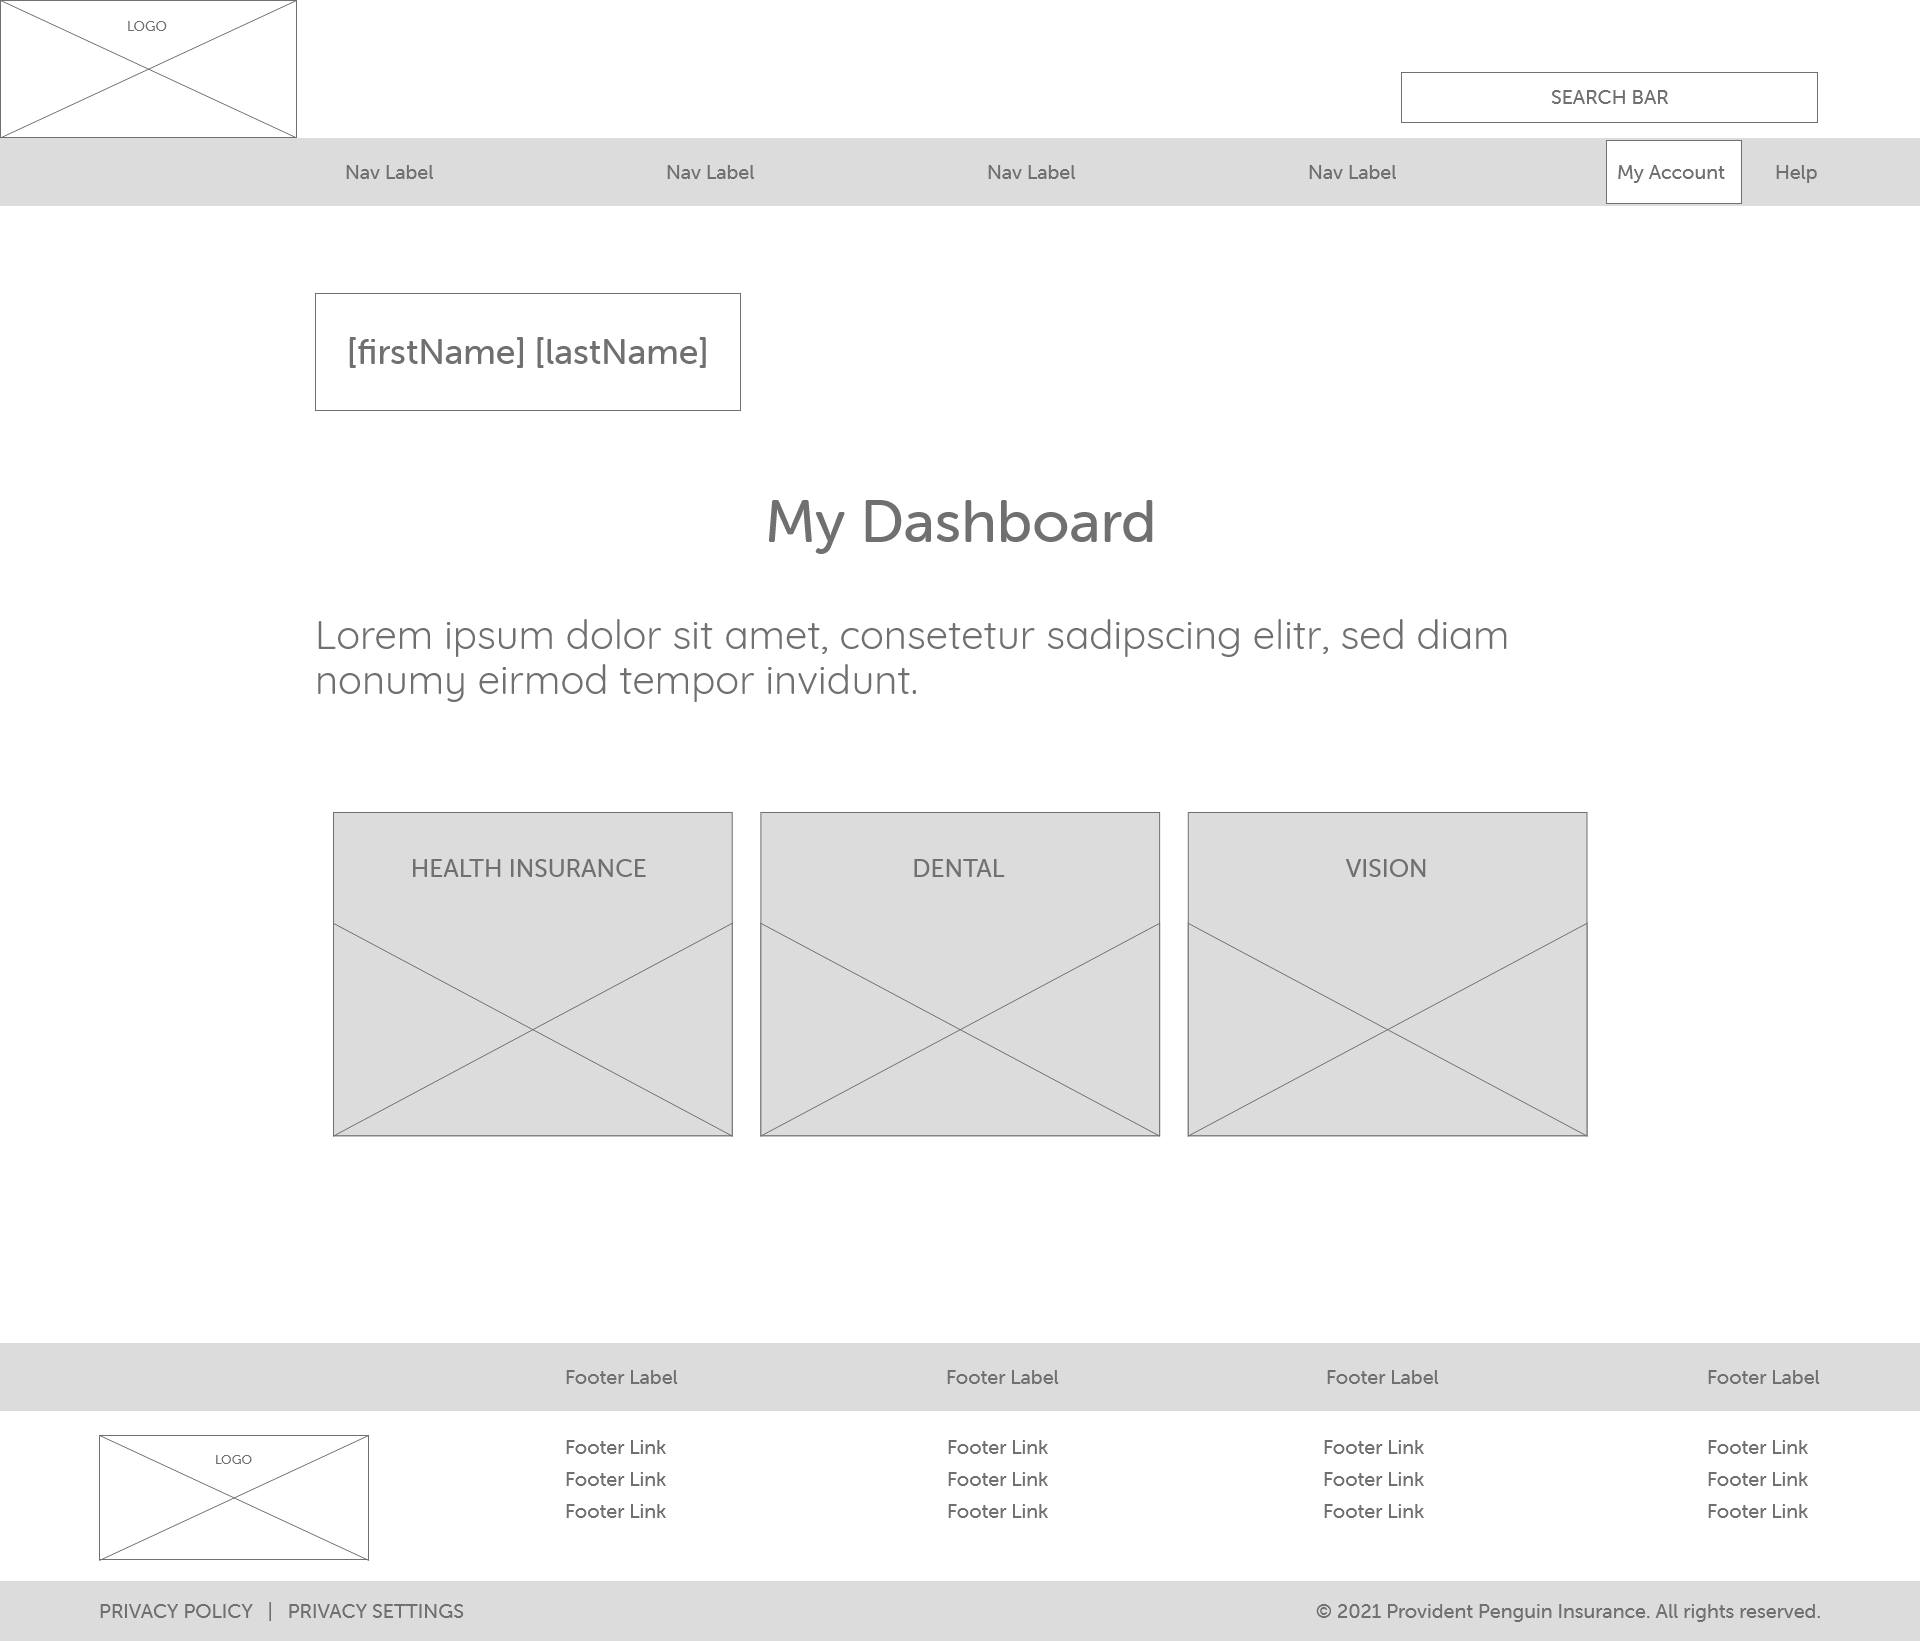 LOGO
SEARCH BAR
Nav Label Nav Label Nav Label Nav Label My Account Help
[firstName] [lastName]
My Dashboard
Lorem ipsum dolor sit amet, consetetur sadipscing elitr, sed diam
nonumy eirmod tempor invidunt.
HEALTH INSURANCE DENTAL VISION
Footer Label Footer Label Footer Label Footer Label
LOGO
Footer Link Footer Link Footer Link Footer Link
Footer Link Footer Link Footer Link Footer Link
Footer Link Footer Link Footer Link Footer Link
PRIVACY POLICY | PRIVACY SETTINGS © 2021 Provident Penguin Insurance. All rights reserved.